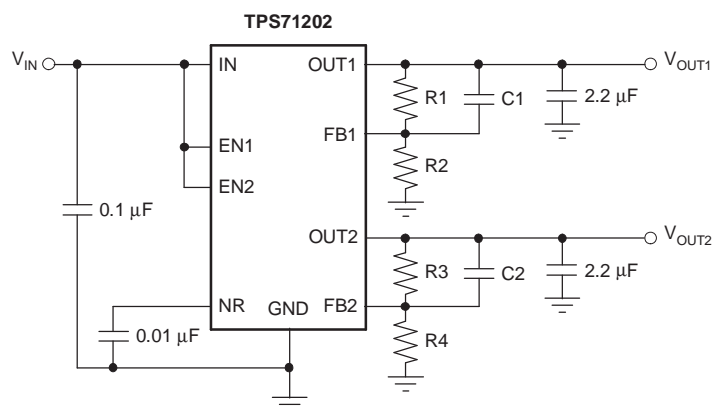 TPS71202
V_IN
IN
OUT1
V_OUT1
R1
C1
2.2 μF
FB1
EN1
R2
EN2
0.1 μF
OUT2
V_OUT2
R3
C2
2.2 μF
NR
GND
FB2
0.01 μF
R4